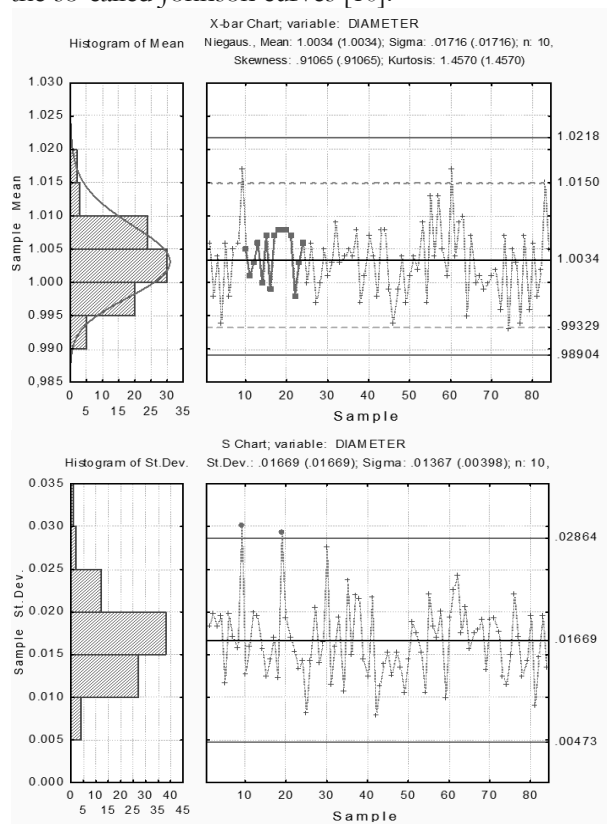 the so-called Johnson curves [10].
X-bar Chart; variable: DIAMETER
Histogram of Mean
Niegaus., Mean: 1.0034 (1.0034); Sigma: .01716 (.01716); n: 10,
Skewness: .91065 (.91065); Kurtosis: 1.4570 (1.4570)
1.030
1.025
1.020
1.015
1.010
1.005
1.000
0.995
0.990
0,985
Sample Mean
0 10 20 30
5 15 25 35
10 20 30 40 50 60 70 80
Sample
1.0218
1.0150
1.0034
.99329
.98904
S Chart; variable: DIAMETER
Histogram of St.Dev.
St.Dev.: .01669 (.01669); Sigma: .01367 (.00398); n: 10,
0.035
0.030
0.025
0.020
0.015
0.010
0.005
0.000
Sample St.Dev.
0 10 20 30 40
5 15 25 35 45
10 20 30 40 50 60 70 80
Sample
.02864
.01669
.00473